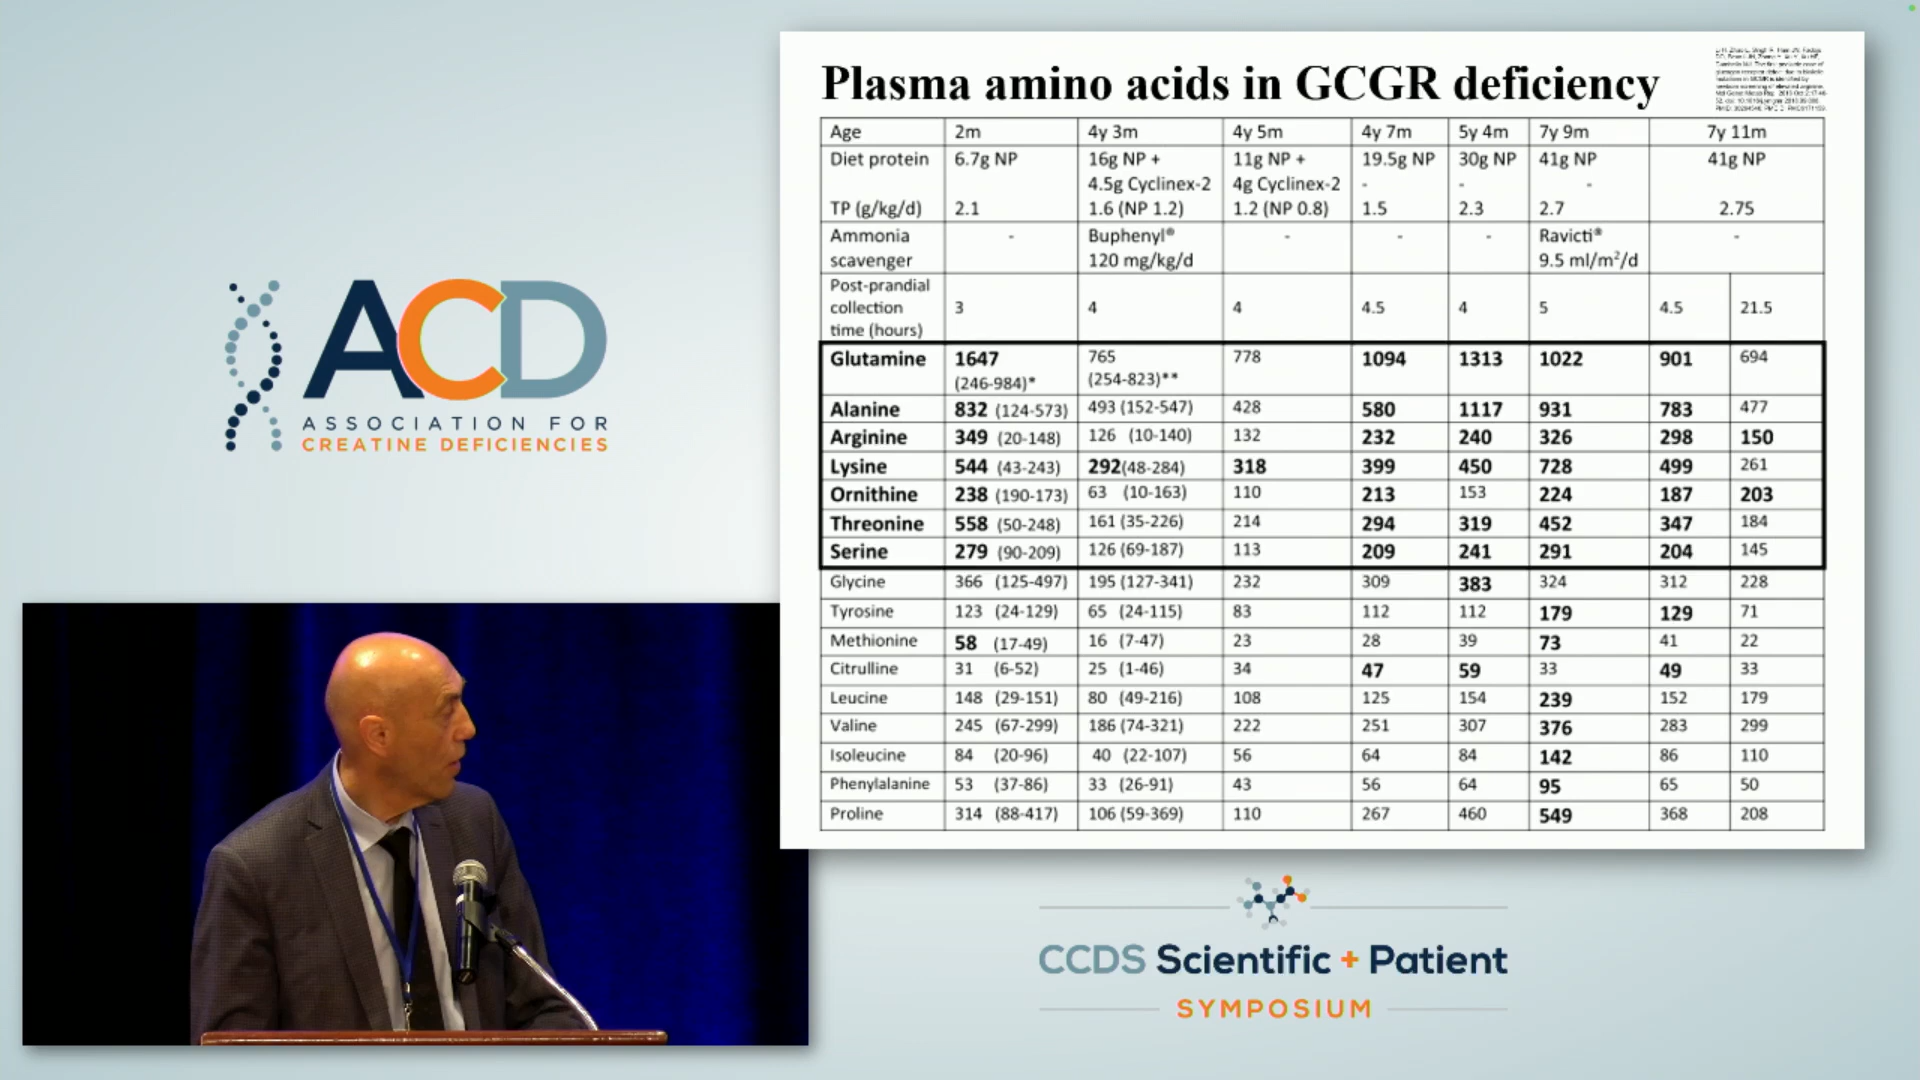 ACD
ASSOCIATION FOR
CREATINE DEFICIENCIES
Plasma amino acids in GCGR deficiency
Age 2m 4y 3m 4y 5m 4y 7m 5y 4m 7y 9m 7y 11m
Diet protein 6.7g NP 16g NP + 11g NP + 19.5g NP 30g NP 41g NP 41g NP
4.5g Cyclinex-2 4g Cyclinex-2 - - -
TP (g/kg/d) 2.1 1.6 (NP 1.2) 1.2 (NP 0.8) 1.5 2.3 2.7 2.75
Ammonia - Buphenyl® - - - Ravicti® -
scavenger 120 mg/kg/d 9.5 ml/m²/d
Post-prandial
collection 3 4 4 4.5 4 5 4.5 21.5
time (hours)
Glutamine 1647 765 778 1094 1313 1022 901 694
(246-984)* (254-823)**
Alanine 832 (124-573) 493 (152-547) 428 580 1117 931 783 477
Arginine 349 (20-148) 126 (10-140) 132 232 240 326 298 150
Lysine 544 (43-243) 292(48-284) 318 399 450 728 499 261
Ornithine 238 (190-173) 63 (10-163) 110 213 153 224 187 203
Threonine 558 (50-248) 161 (35-226) 214 294 319 452 347 184
Serine 279 (90-209) 126 (69-187) 113 209 241 291 204 145
Glycine 366 (125-497) 195 (127-341) 232 309 383 324 312 228
Tyrosine 123 (24-129) 65 (24-115) 83 112 112 179 129 71
Methionine 58 (17-49) 16 (7-47) 23 28 39 73 41 22
Citrulline 31 (6-52) 25 (1-46) 34 47 59 33 49 33
Leucine 148 (29-151) 80 (49-216) 108 125 154 239 152 179
Valine 245 (67-299) 186 (74-321) 222 251 307 376 283 299
Isoleucine 84 (20-96) 40 (22-107) 56 64 84 142 86 110
Phenylalanine 53 (37-86) 33 (26-91) 43 56 64 95 65 50
Proline 314 (88-417) 106 (59-369) 110 267 460 549 368 208
CCDS Scientific + Patient
SYMPOSIUM